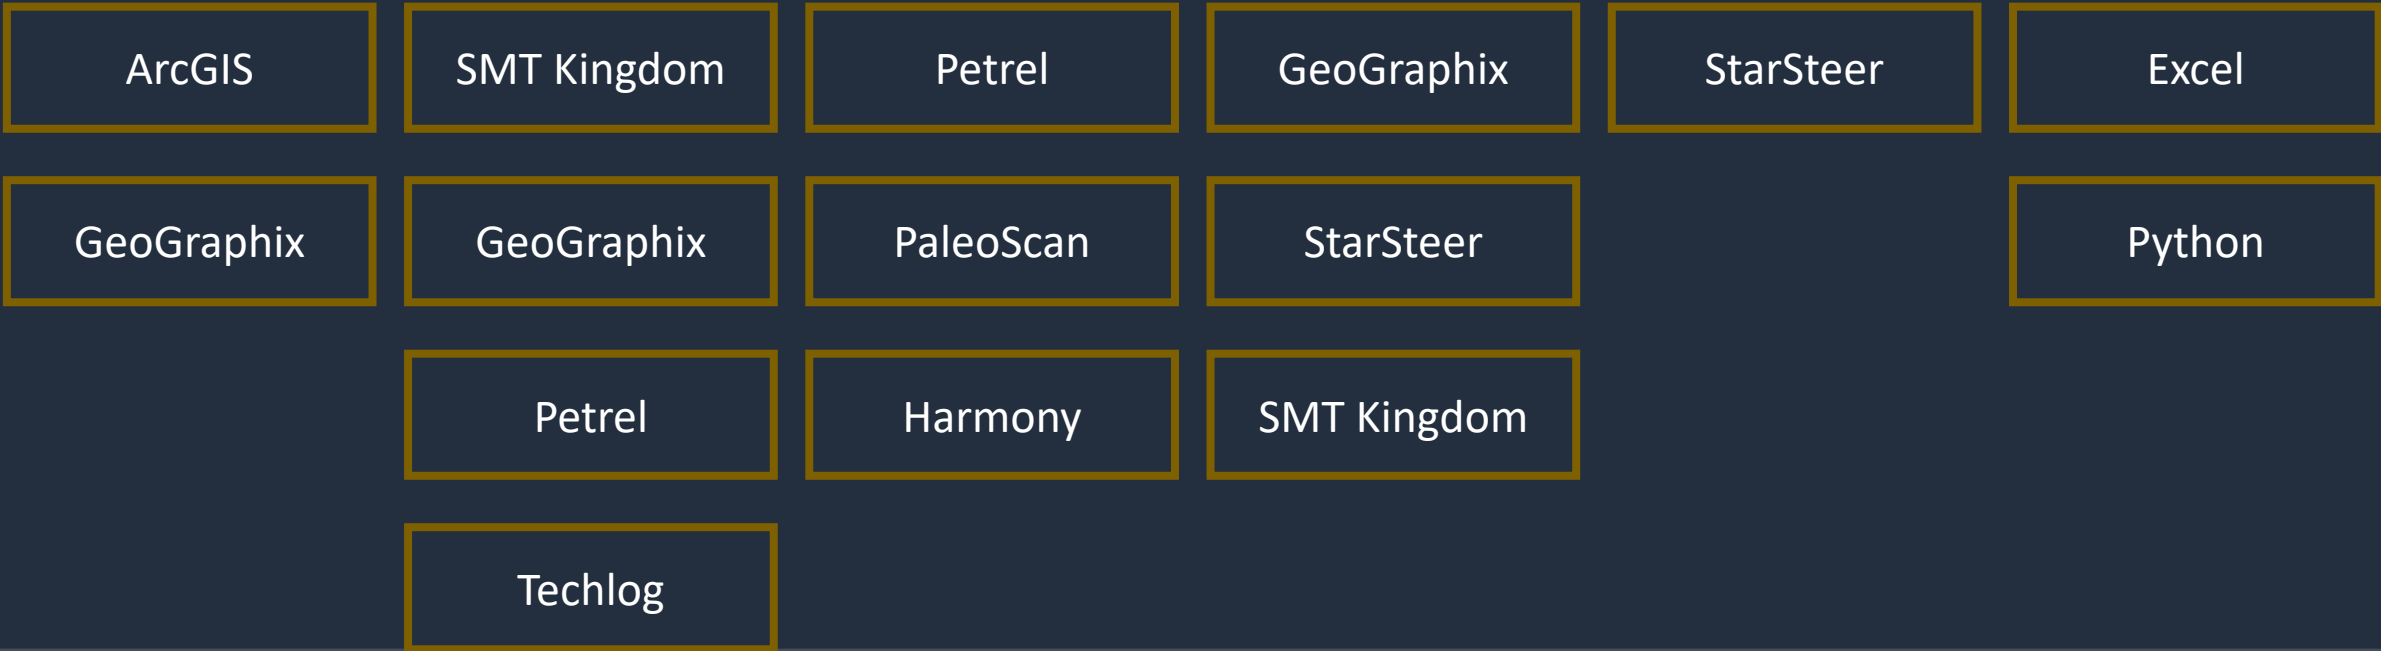 ArcGIS
SMT Kingdom
Petrel
GeoGraphix
StarSteer
Excel
GeoGraphix
GeoGraphix
PaleoScan
StarSteer
Python
Petrel
Harmony
SMT Kingdom
Techlog